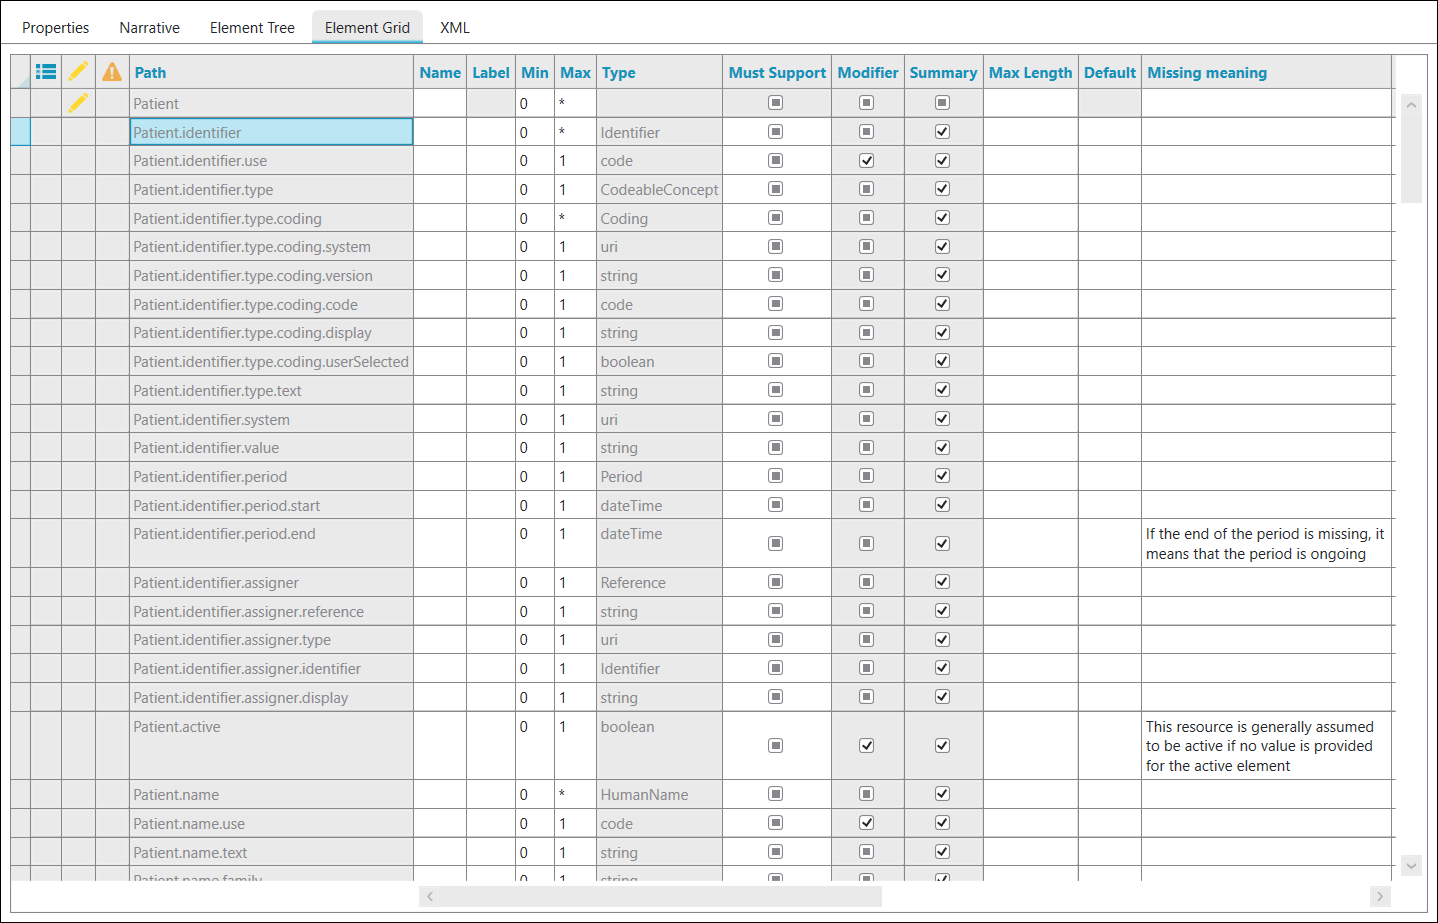 Properties Narrative Element Tree Element Grid XML
Path Name Label Min Max Type Must Support Modifier Summary Max Length Default Missing meaning
Patient 0 *
Patient.identifier 0 * Identifier
Patient.identifier.use 0 1 code
Patient.identifier.type 0 1 CodeableConcept
Patient.identifier.type.coding 0 * Coding
Patient.identifier.type.coding.system 0 1 uri
Patient.identifier.type.coding.version 0 1 string
Patient.identifier.type.coding.code 0 1 code
Patient.identifier.type.coding.display 0 1 string
Patient.identifier.type.coding.userSelected 0 1 boolean
Patient.identifier.type.text 0 1 string
Patient.identifier.system 0 1 uri
Patient.identifier.value 0 1 string
Patient.identifier.period 0 1 Period
Patient.identifier.period.start 0 1 dateTime
Patient.identifier.period.end 0 1 dateTime If the end of the period is missing, it
means that the period is ongoing
Patient.identifier.assigner 0 1 Reference
Patient.identifier.assigner.reference 0 1 string
Patient.identifier.assigner.type 0 1 uri
Patient.identifier.assigner.identifier 0 1 Identifier
Patient.identifier.assigner.display 0 1 string
Patient.active 0 1 boolean This resource is generally assumed
to be active if no value is provided
for the active element
Patient.name 0 * HumanName
Patient.name.use 0 1 code
Patient.name.text 0 1 string
Patient.name.family 0 1 string